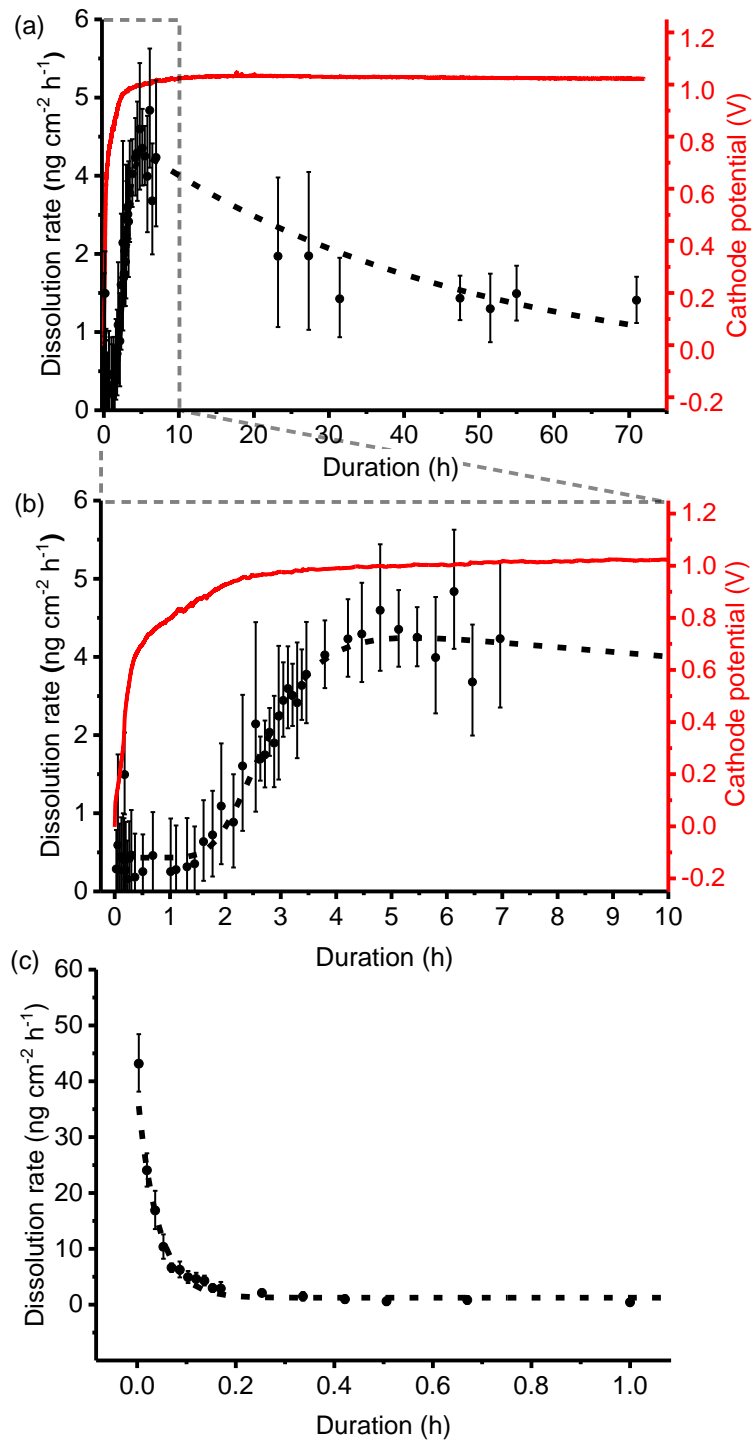 (a)
6
5
4
2
1
0
Dissolution rate (ng cm⁻² h⁻¹)
1.2
1.0
0.8
0.6
0.4
0.2
0.0
-0.2
Cathode potential (V)
0 10 20 30 40 50 60 70
Duration (h)
(b)
6
5
4
2
1
0
Dissolution rate (ng cm⁻² h⁻¹)
1.2
1.0
0.8
0.6
0.4
0.2
0.0
-0.2
Cathode potential (V)
0 1 2 3 4 5 6 7 8 9 10
Duration (h)
(c)
60
50
40
30
20
10
0
Dissolution rate (ng cm⁻² h⁻¹)
0.0 0.2 0.4 0.6 0.8 1.0
Duration (h)